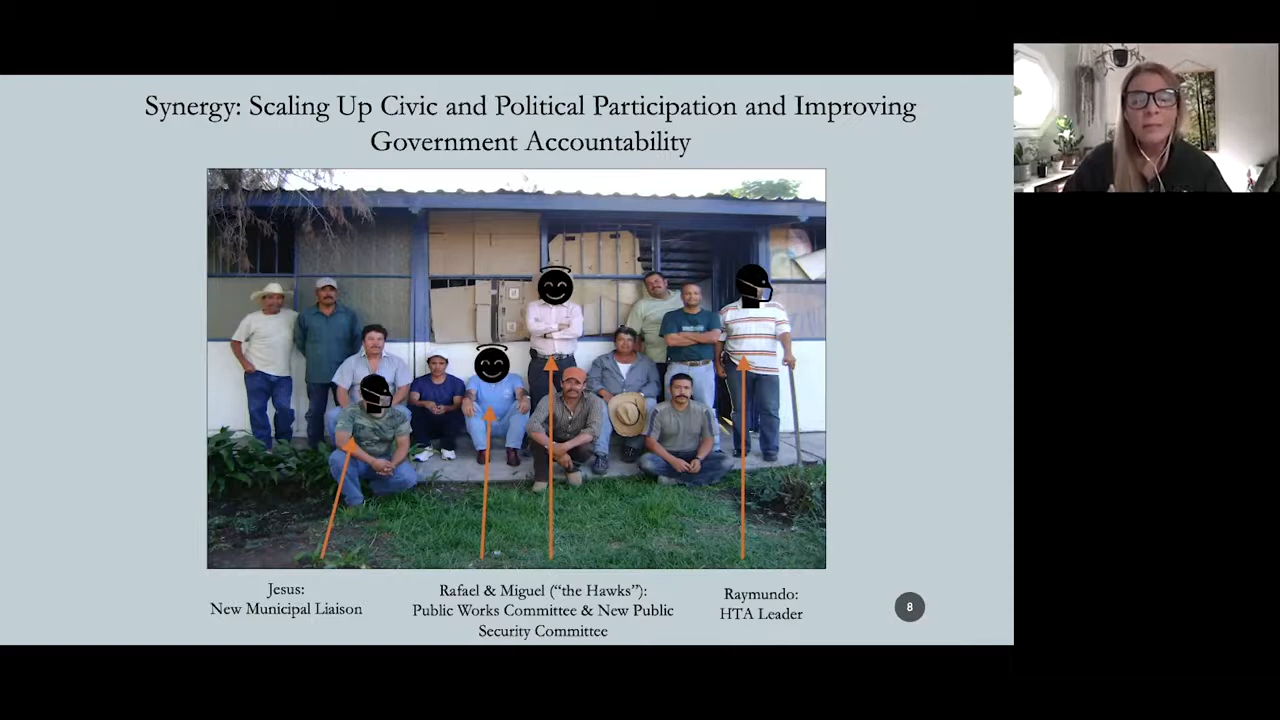 Synergy: Scaling Up Civic and Political Participation and Improving
Government Accountability
Jesus:
New Municipal Liaison
Rafael & Miguel (“the Hawks”):
Public Works Committee & New Public
Security Committee
Raymundo:
HTA Leader
8